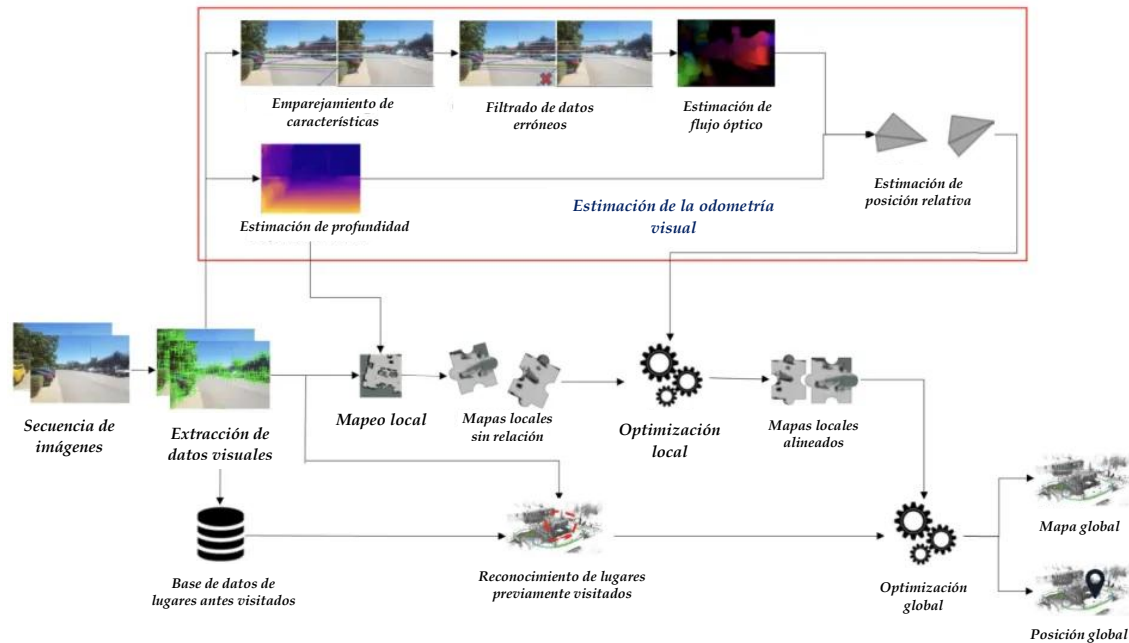 Emparejamiento de
características
Filtrado de datos
erróneos
Estimación de
flujo óptico
Estimación de
posición relativa
Estimación de profundidad
Estimación de la odometría
visual
Secuencia de
imágenes
Extracción de
datos visuales
Mapeo local
Mapas locales
sin relación
Optimización
local
Mapas locales
alineados
Base de datos de
lugares antes visitados
Reconocimiento de lugares
previamente visitados
Optimización
global
Mapa global
Posición global